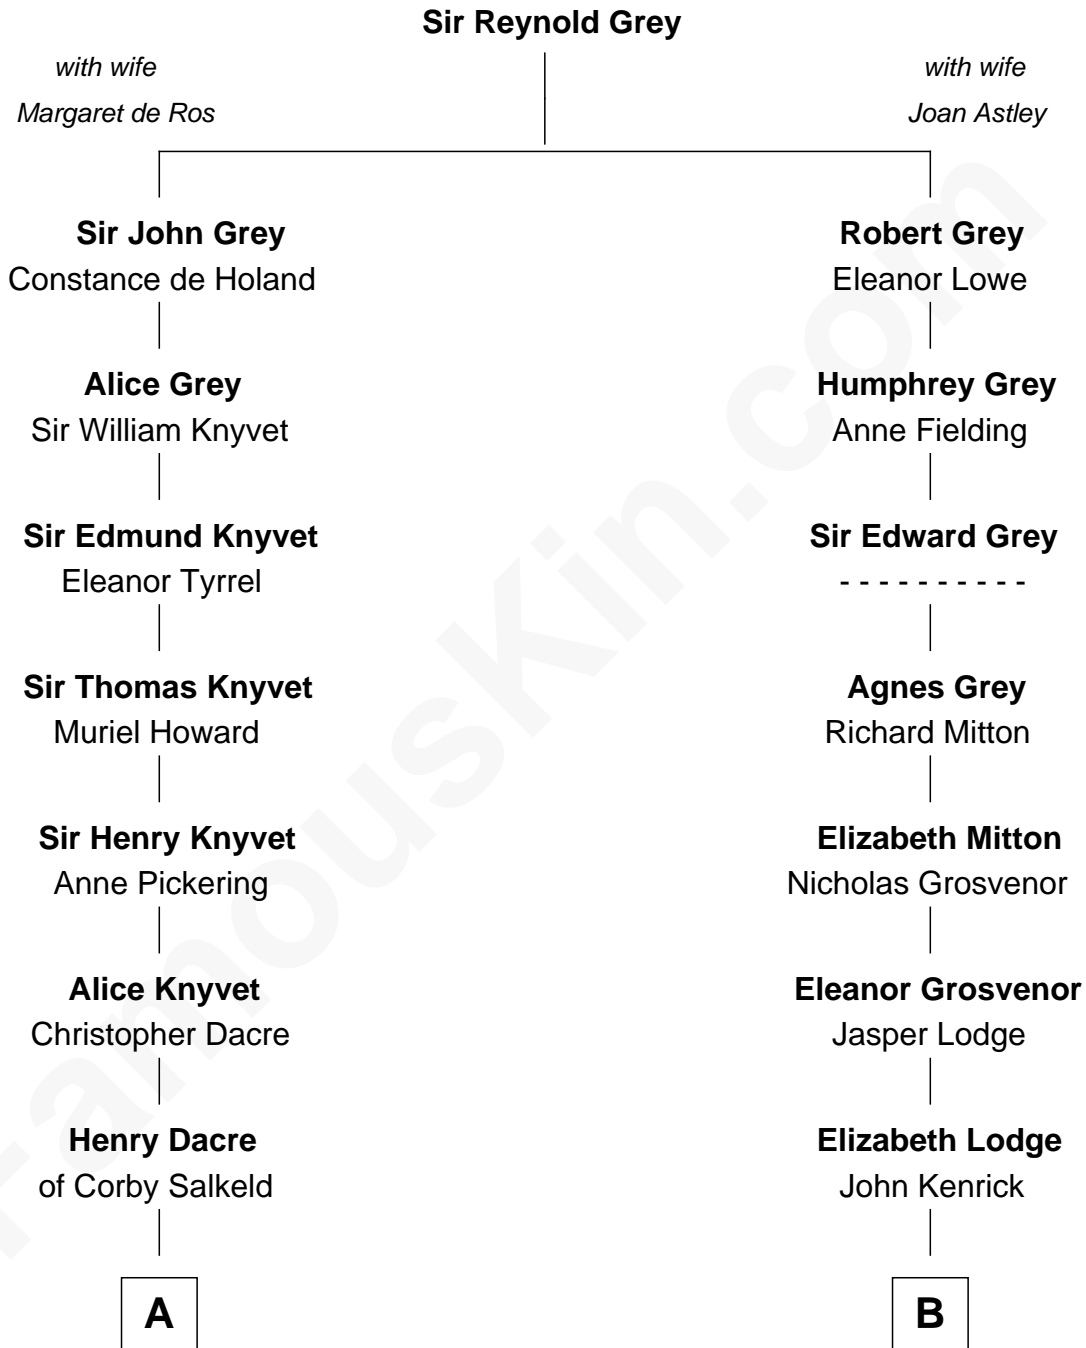 Sir Reynold Grey
with wife
Margaret de Ros
with wife
Joan Astley
Sir John Grey
Constance de Holand
Robert Grey
Eleanor Lowe
Alice Grey
Sir William Knyvet
Humphrey Grey
Anne Fielding
Sir Edmund Knyvet
Eleanor Tyrrel
Sir Edward Grey
- - - - - - - - - -
Sir Thomas Knyvet
Muriel Howard
Agnes Grey
Richard Mitton
Sir Henry Knyvet
Anne Pickering
Elizabeth Mitton
Nicholas Grosvenor
Alice Knyvet
Christopher Dacre
Eleanor Grosvenor
Jasper Lodge
Henry Dacre
of Corby Salkeld
Elizabeth Lodge
John Kenrick
A
B
FamousKin.com